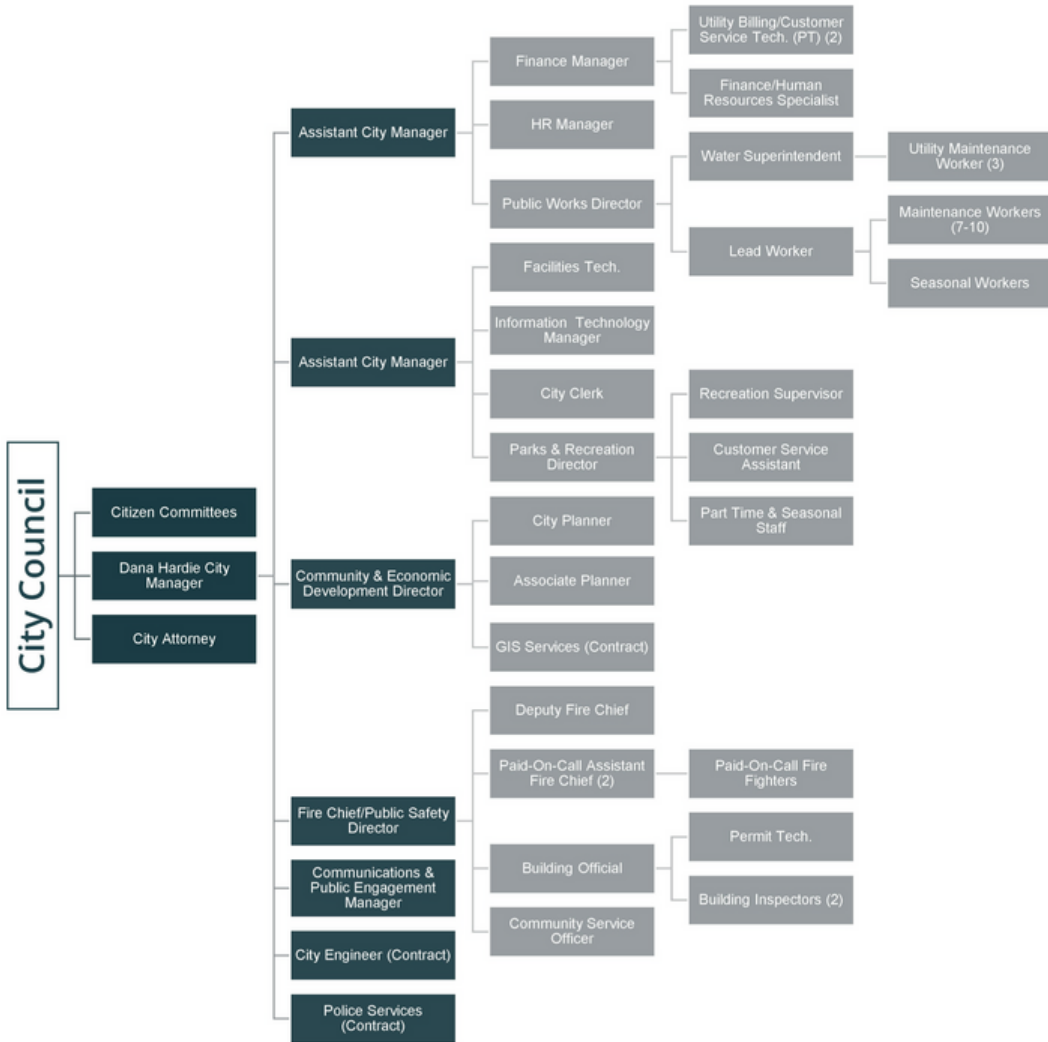 City Council
Citizen Committees
Dana Hardie City
Manager
City Attorney
Assistant City Manager
Finance Manager
Utility Billing/Customer
Service Tech. (PT) (2)
Finance/Human
Resources Specialist
HR Manager
Public Works Director
Water Superintendent
Utility Maintenance
Worker (3)
Lead Worker
Maintenance Workers
(7-10)
Seasonal Workers
Assistant City Manager
Facilities Tech.
Information Technology
Manager
City Clerk
Parks & Recreation
Director
Recreation Supervisor
Customer Service
Assistant
Part Time & Seasonal
Staff
Community & Economic
Development Director
City Planner
Associate Planner
GIS Services (Contract)
Fire Chief/Public Safety
Director
Deputy Fire Chief
Paid-On-Call Assistant
Fire Chief (2)
Paid-On-Call Fire
Fighters
Building Official
Permit Tech.
Building Inspectors (2)
Community Service
Officer
Communications &
Public Engagement
Manager
City Engineer (Contract)
Police Services
(Contract)